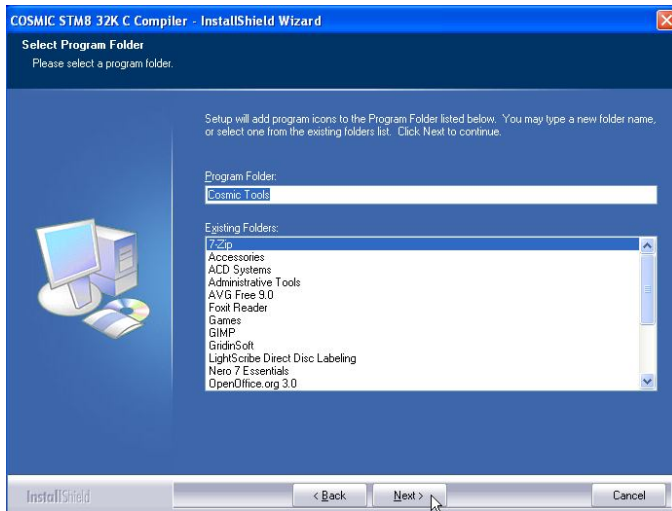 COSMIC STM8 32K C Compiler - InstallShield Wizard
Select Program Folder
Please select a program folder.
Setup will add program icons to the Program Folder listed below. You may type a new folder name,
or select one from the existing folders list. Click Next to continue.
Program Folder:
Cosmic Tools
Existing Folders:
7-Zip
Accessories
ACD Systems
Administrative Tools
AVG Free 9.0
Foxit Reader
Games
GIMP
GridinSoft
LightScribe Direct Disc Labeling
Nero 7 Essentials
OpenOffice.org 3.0
InstallShield
< Back
Next >
Cancel